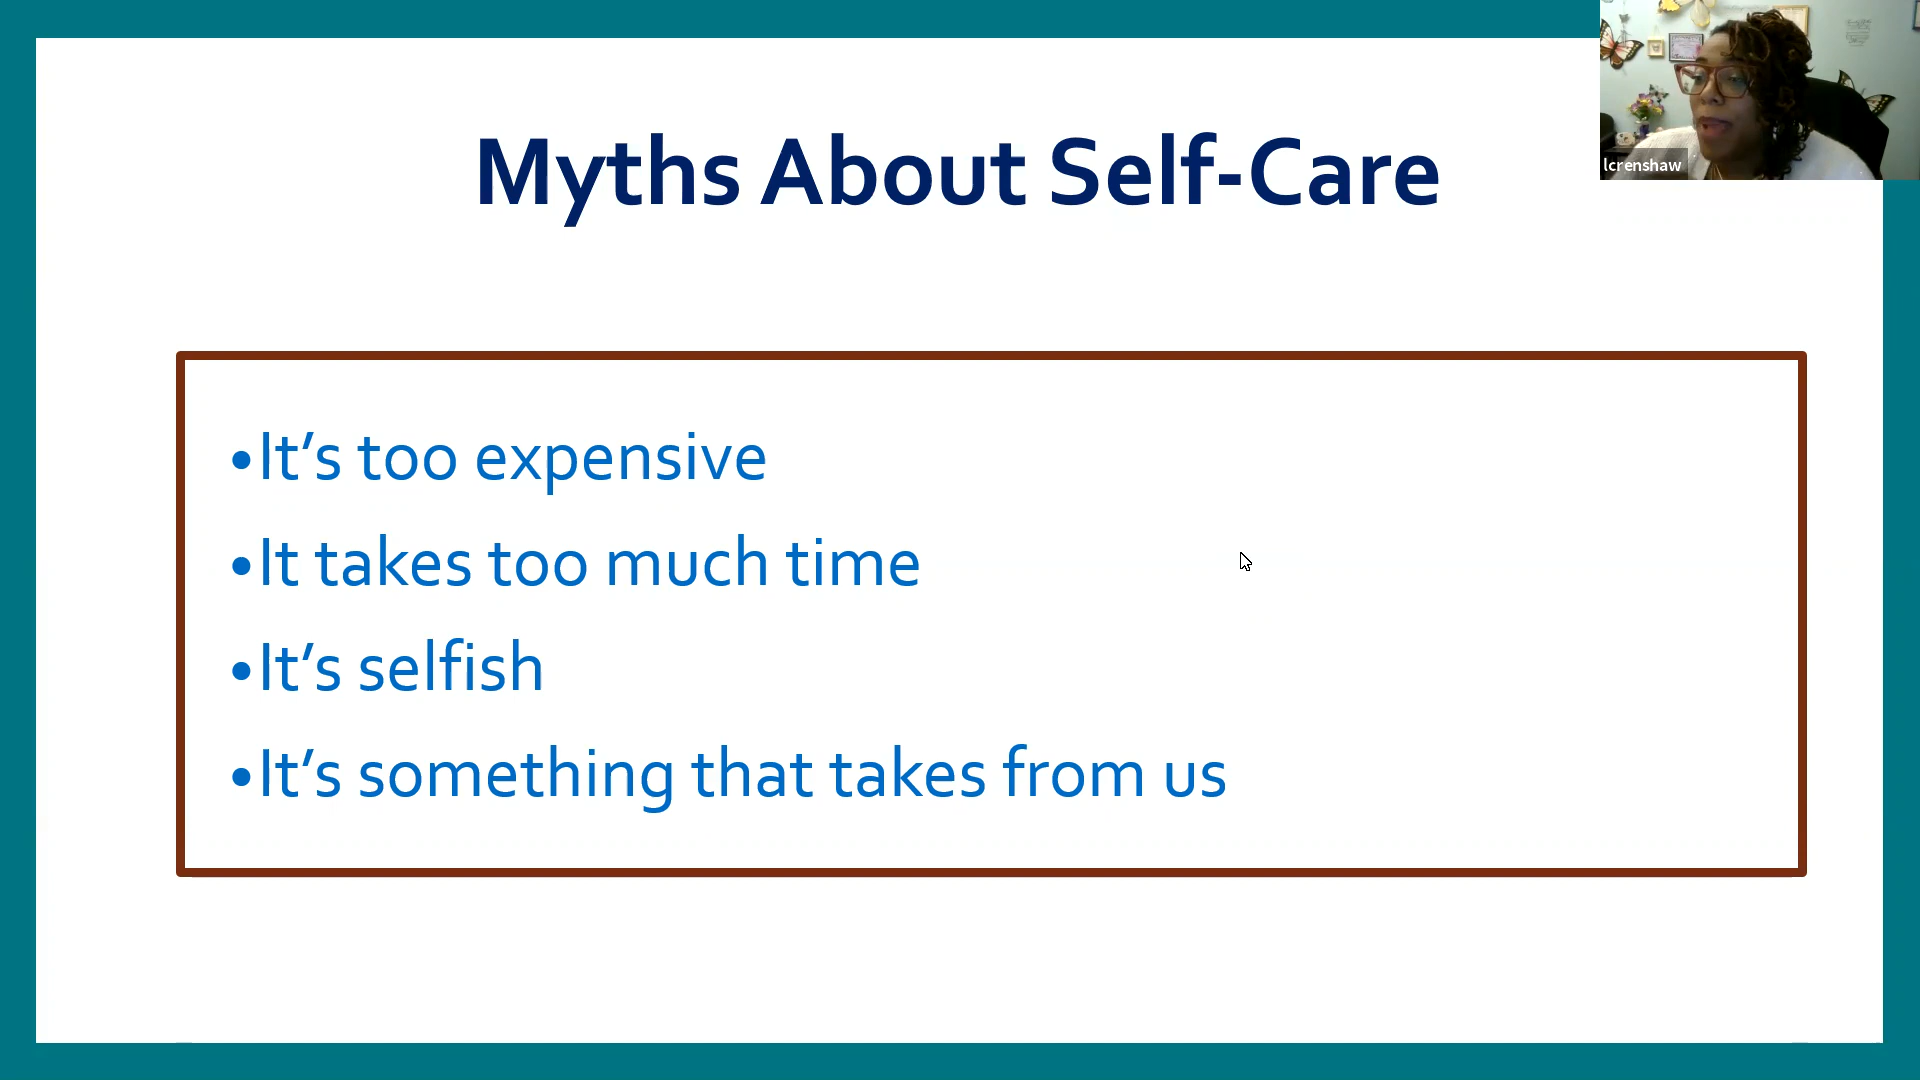 Myths About Self-Care
lcrenshaw
•It’s too expensive
•It takes too much time
•It’s selfish
•It’s something that takes from us